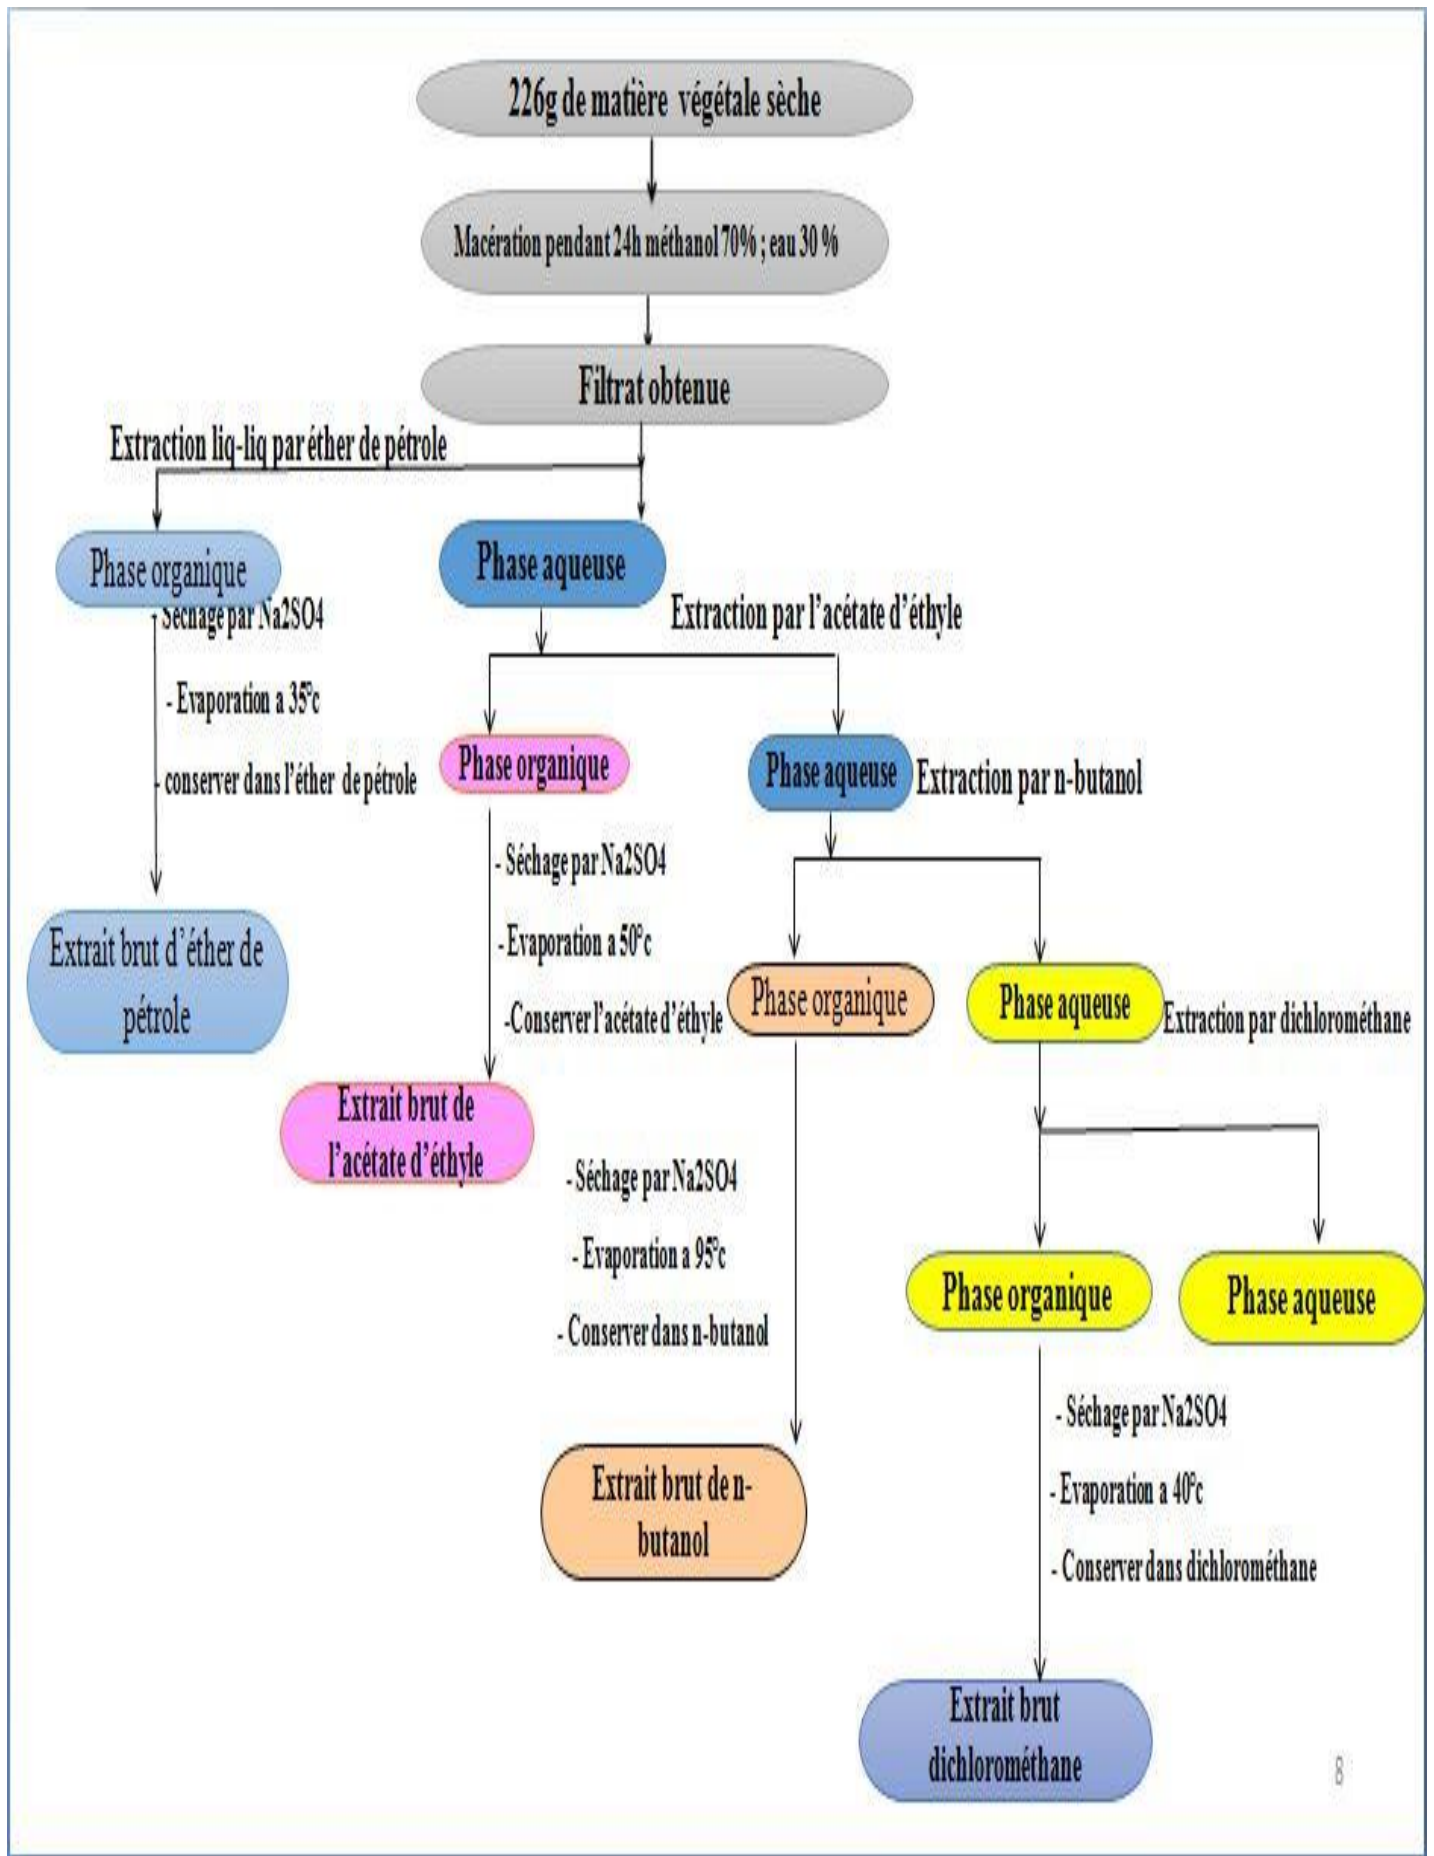 226g de matière végétale sèche
Macération pendant 24h méthanol 70% ; eau 30 %
Filtrat obtenue
Extraction liq-liq par éther de pétrole
Phase organique
Phase aqueuse
- Séchage par Na2SO4
Extraction par l'acétate d'éthyle
- Evaporation a 35°c
- conserver dans l'éther de pétrole
Phase organique
Phase aqueuse
Extraction par n-butanol
- Séchage par Na2SO4
- Evaporation a 50°c
-Conserver l'acétate d'éthyle
Extrait brut d'éther de
pétrole
Phase organique
Phase aqueuse
Extraction par dichlorométhane
Extrait brut de
l'acétate d'éthyle
- Séchage par Na2SO4
- Evaporation a 95°c
- Conserver dans n-butanol
Phase organique
Phase aqueuse
Extrait brut de n-
butanol
- Séchage par Na2SO4
- Evaporation a 40°c
- Conserver dans dichlorométhane
Extrait brut
dichlorométhane
8